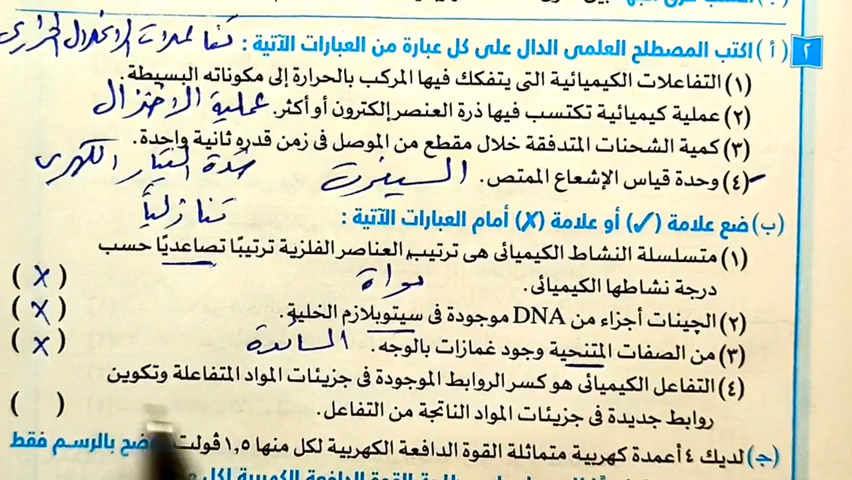 تفاعلات الانحلال الحرارى
٢ (أ) اكتب المصطلح العلمى الدال على كل عبارة من العبارات الآتية :
(١) التفاعلات الكيميائية التى يتفكك فيها المركب بالحرارة إلى مكوناته البسيطة.
(٢) عملية كيميائية تكتسب فيها ذرة العنصر إلكترون أو أكثر. عملية الاختزال
(٣) كمية الشحنات المتدفقة خلال مقطع من الموصل فى زمن قدره ثانية واحدة.
شدة التيار الكهربى
(٤) وحدة قياس الإشعاع الممتص. السيفرت
تنازلياً
(ب) ضع علامة (✓) أو علامة (✗) أمام العبارات الآتية :
(١) متسلسلة النشاط الكيميائى هى ترتيب العناصر الفلزية ترتيبًا تصاعديًا حسب
درجة نشاطها الكيميائى. (✗)
نواة
(٢) الچينات أجزاء من DNA موجودة فى سيتوبلازم الخلية. (✗)
(٣) من الصفات المتنحية وجود غمازات بالوجه. السائدة (✗)
(٤) التفاعل الكيميائى هو كسر الروابط الموجودة فى جزيئات المواد المتفاعلة وتكوين
روابط جديدة فى جزيئات المواد الناتجة من التفاعل. ( )
(جـ) لديك ٤ أعمدة كهربية متماثلة القوة الدافعة الكهربية لكل منها ١,٥ ڤولت بالرسم فقط